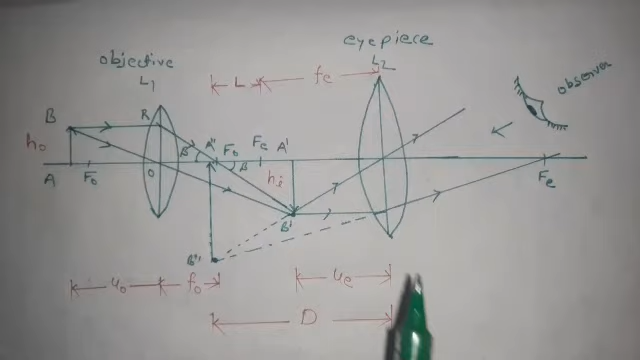 eyepiece
objective
L1
L2
L
fe
observer
B
R
A"
Fo
Fe
A'
ho
β
β
hi
A
Fo
O
Fe
B'
B"
uo
fo
ue
D